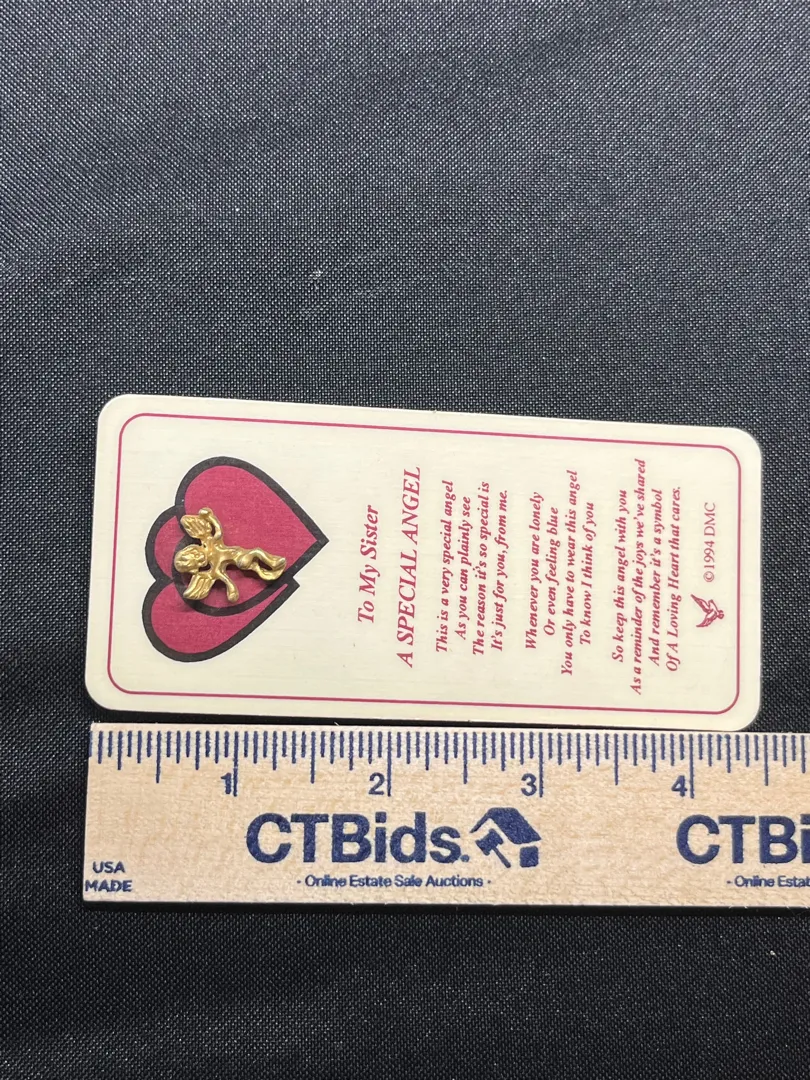 To My Sister
A SPECIAL ANGEL
This is a very special angel
As you can plainly see
The reason it's so special is
It's just for you, from me.
Whenever you are lonely
Or even feeling blue
You only have to wear this angel
To know I think of you
So keep this angel with you
As a reminder of the joys we've shared
And remember it's a symbol
Of A Loving Heart that cares.
©1994 DMC
1 2 3 4
CTBids. CTBi
· Online Estate Sale Auctions · · Online Estat
USA
MADE